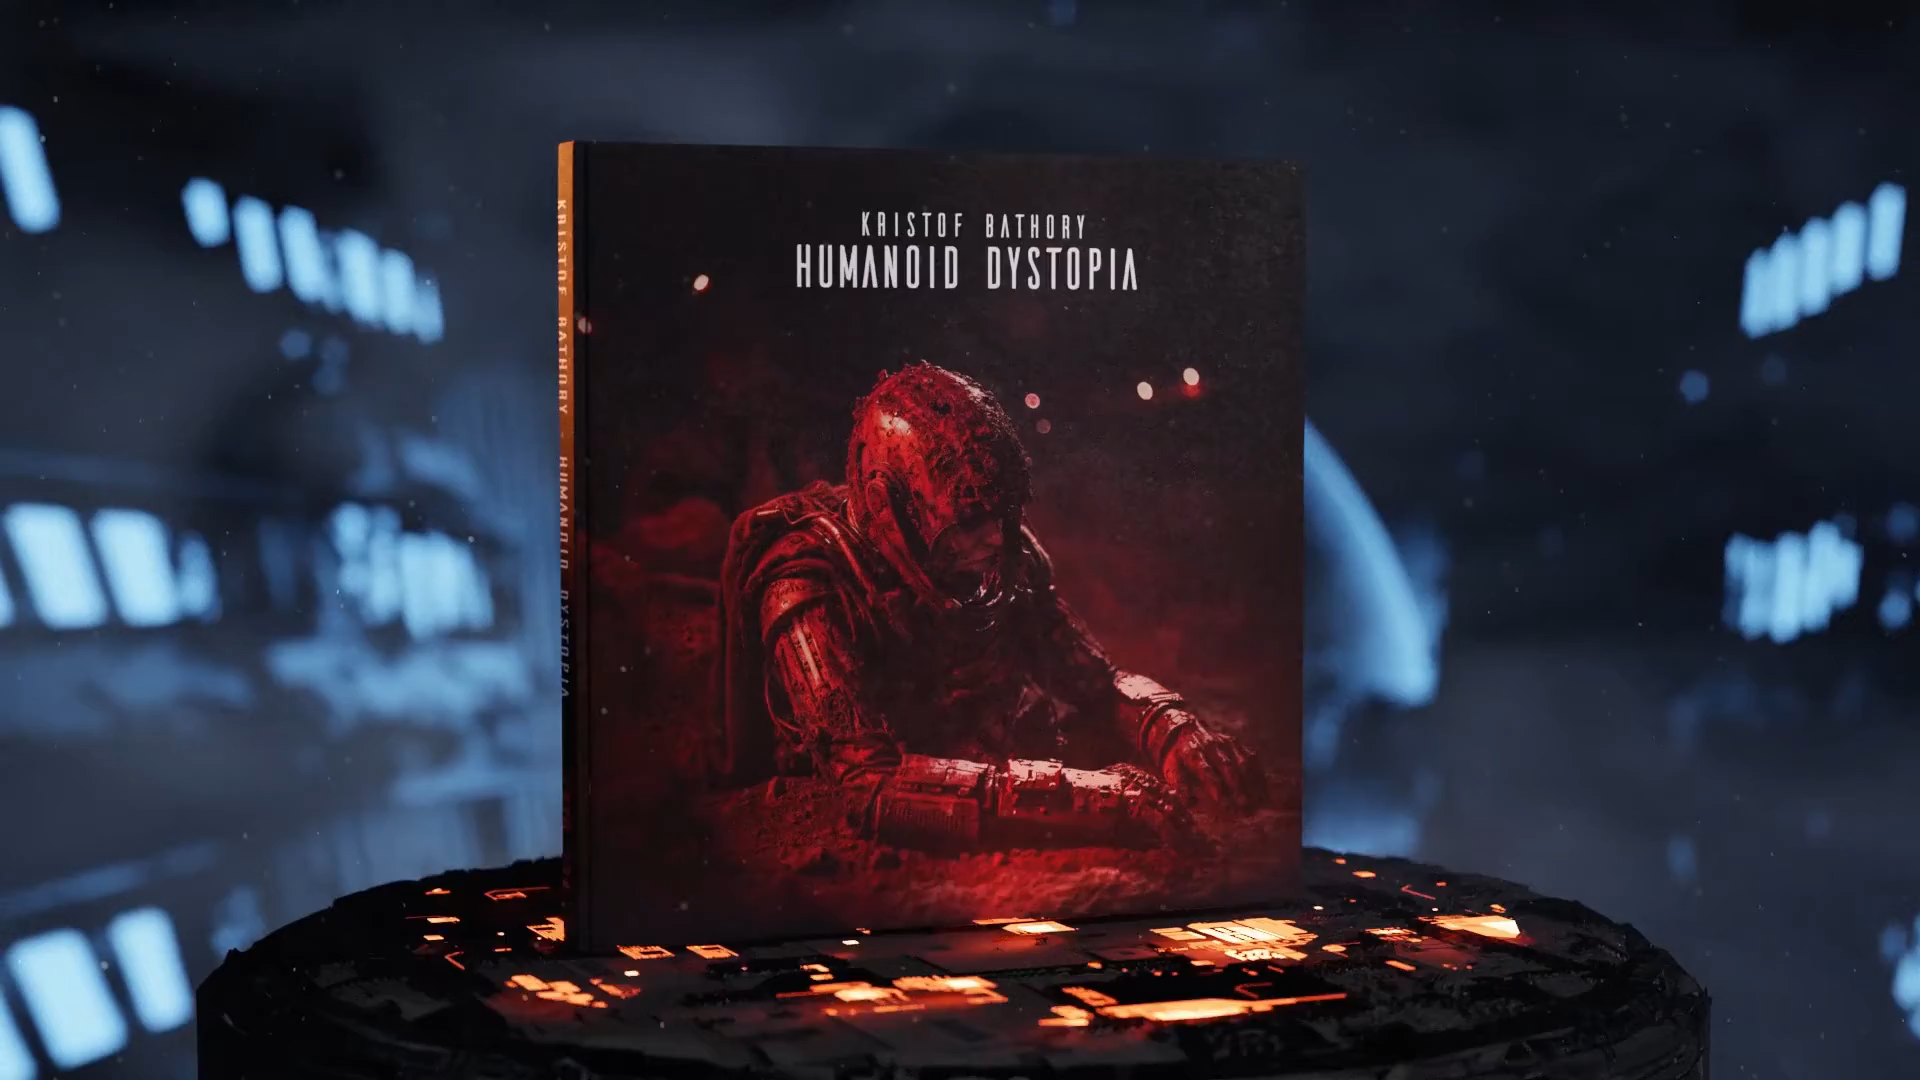 KRISTOF BATHORY
HUMANOID DYSTOPIA
KRISTOF BATHORY - HUMANOID DYSTOPIA